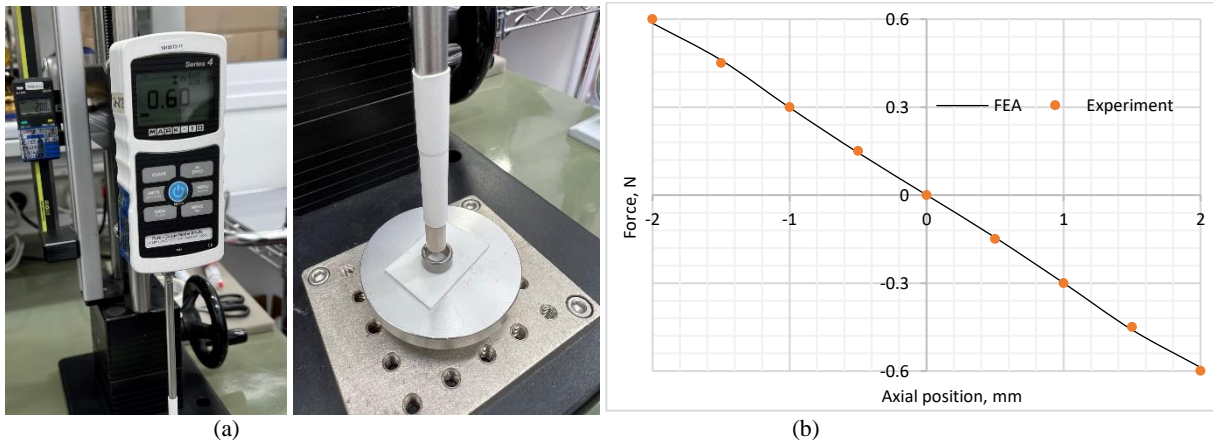 Series 4
0.60
MARK-10
CLEAR
(a)
0.6
0.3
0
-0.3
-0.6
-2
-1
0
1
2
Force, N
FEA
Experiment
Axial position, mm
(b)